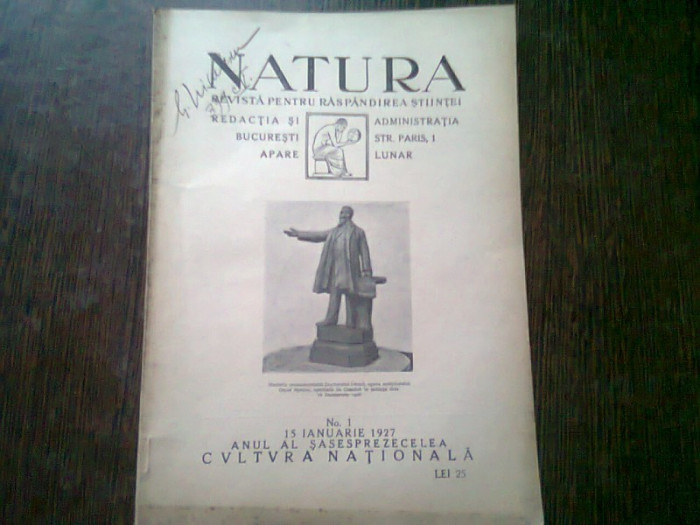 NATURA
REVISTĂ PENTRU RĂSPÂNDIREA ȘTIINȚEI
REDACȚIA ȘI ADMINISTRAȚIA
BUCUREȘTI STR. PARIS, 1
APARE LUNAR
No. 1
15 IANUARIE 1927
ANUL AL ȘASESPREZECELEA
CVLTVRA NAȚIONALĂ
LEI 25